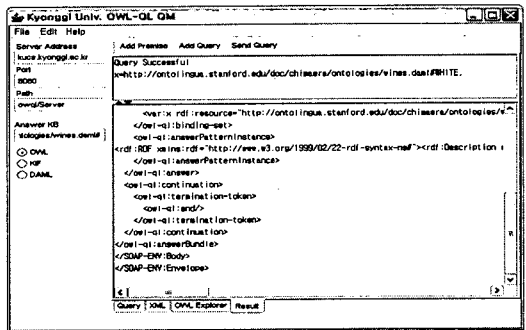 Kyonggi Univ. OWL-QL QM
File Edit Help
Server Address
kuce.kyonggi.ac.kr
Port
8080
Path
owql/Server
Answer KB
OWL
KIF
DAML
Add Premise Add Query Send Query
Query Successful
x=http://ontolingua.stanford.edu/doc/chimaera/ontologies/wines.daml#WHITE,
<var:x rdf:resource="http://ontolingua.stanford.edu/doc/chimaera/ontologies/
</owl-ql:binding-set>
<owl-ql:answerPatternInstance>
<rdf:RDF xmlns:rdf="http://www.w3.org/1999/02/22-rdf-syntax-ns#"><rdf:Description
</owl-ql:answerPatternInstance>
</owl-ql:answer>
<owl-ql:continuation>
<owl-ql:termination-token>
<owl-ql:end/>
</owl-ql:termination-token>
</owl-ql:continuation>
</owl-ql:answerBundle>
</SOAP-ENV:Body>
</SOAP-ENV:Envelope>
Query XML OWL Explorer Result